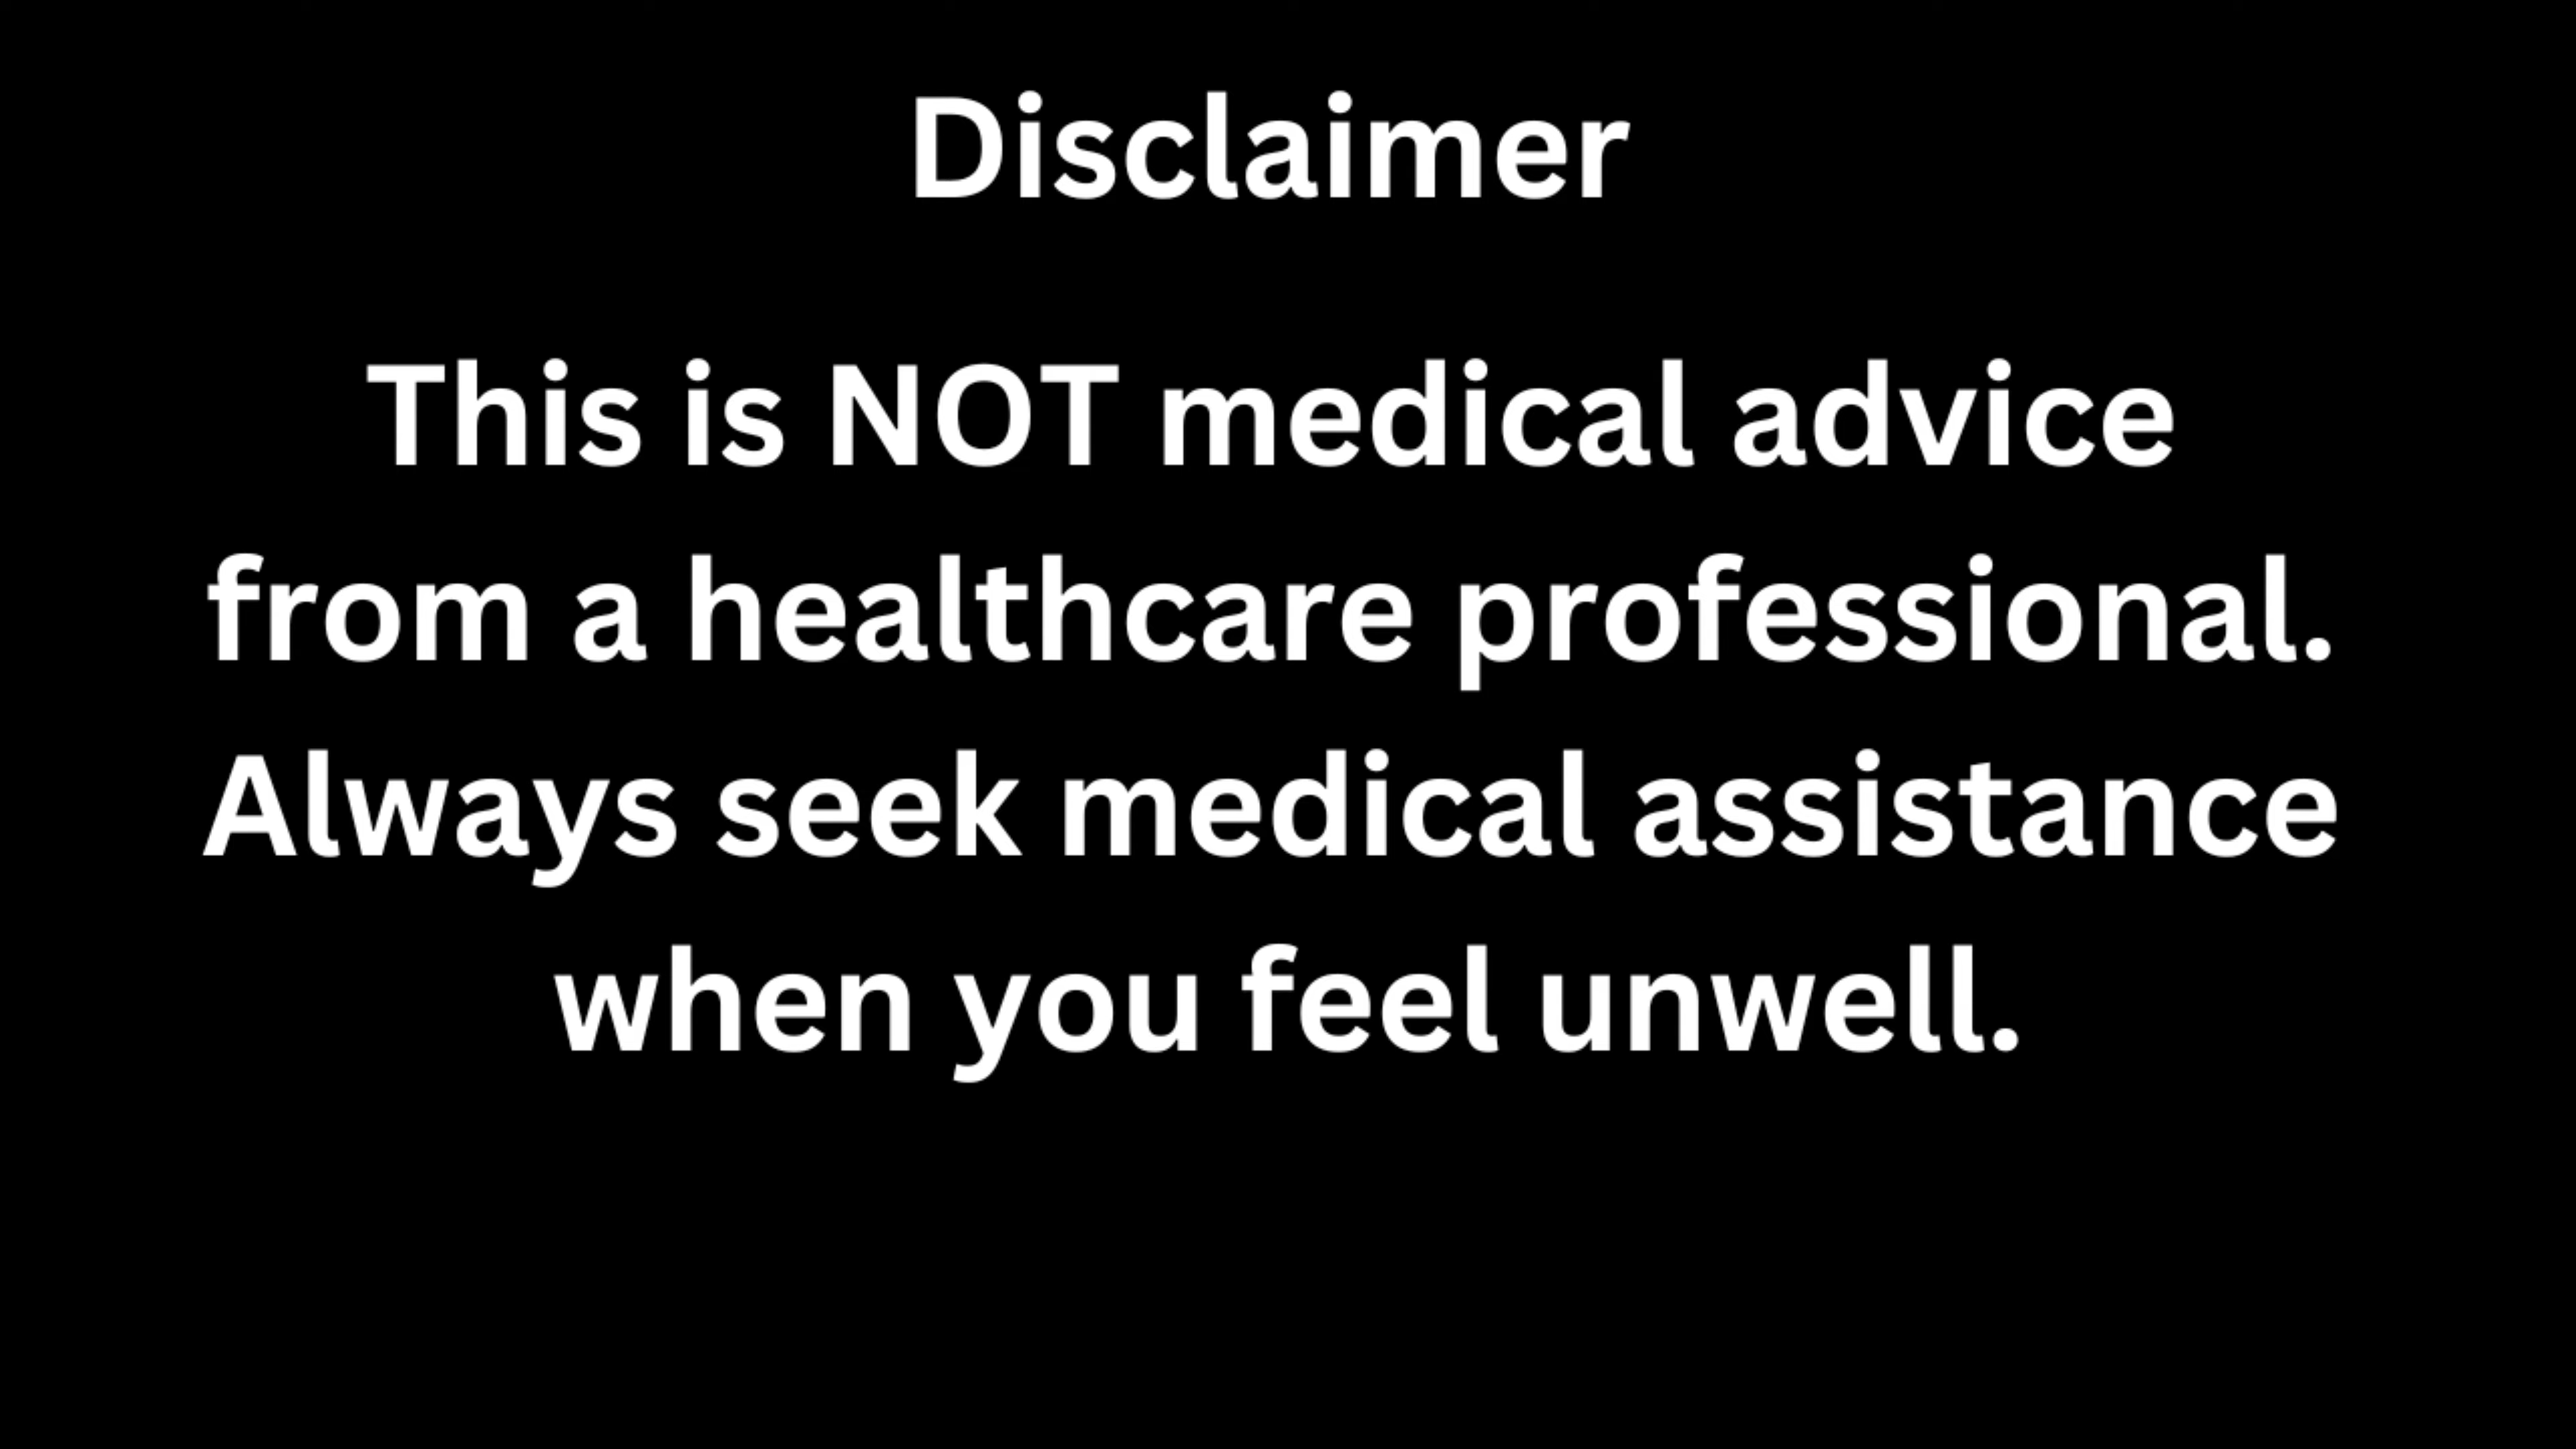 Disclaimer
This is NOT medical advice
from a healthcare professional.
Always seek medical assistance
when you feel unwell.